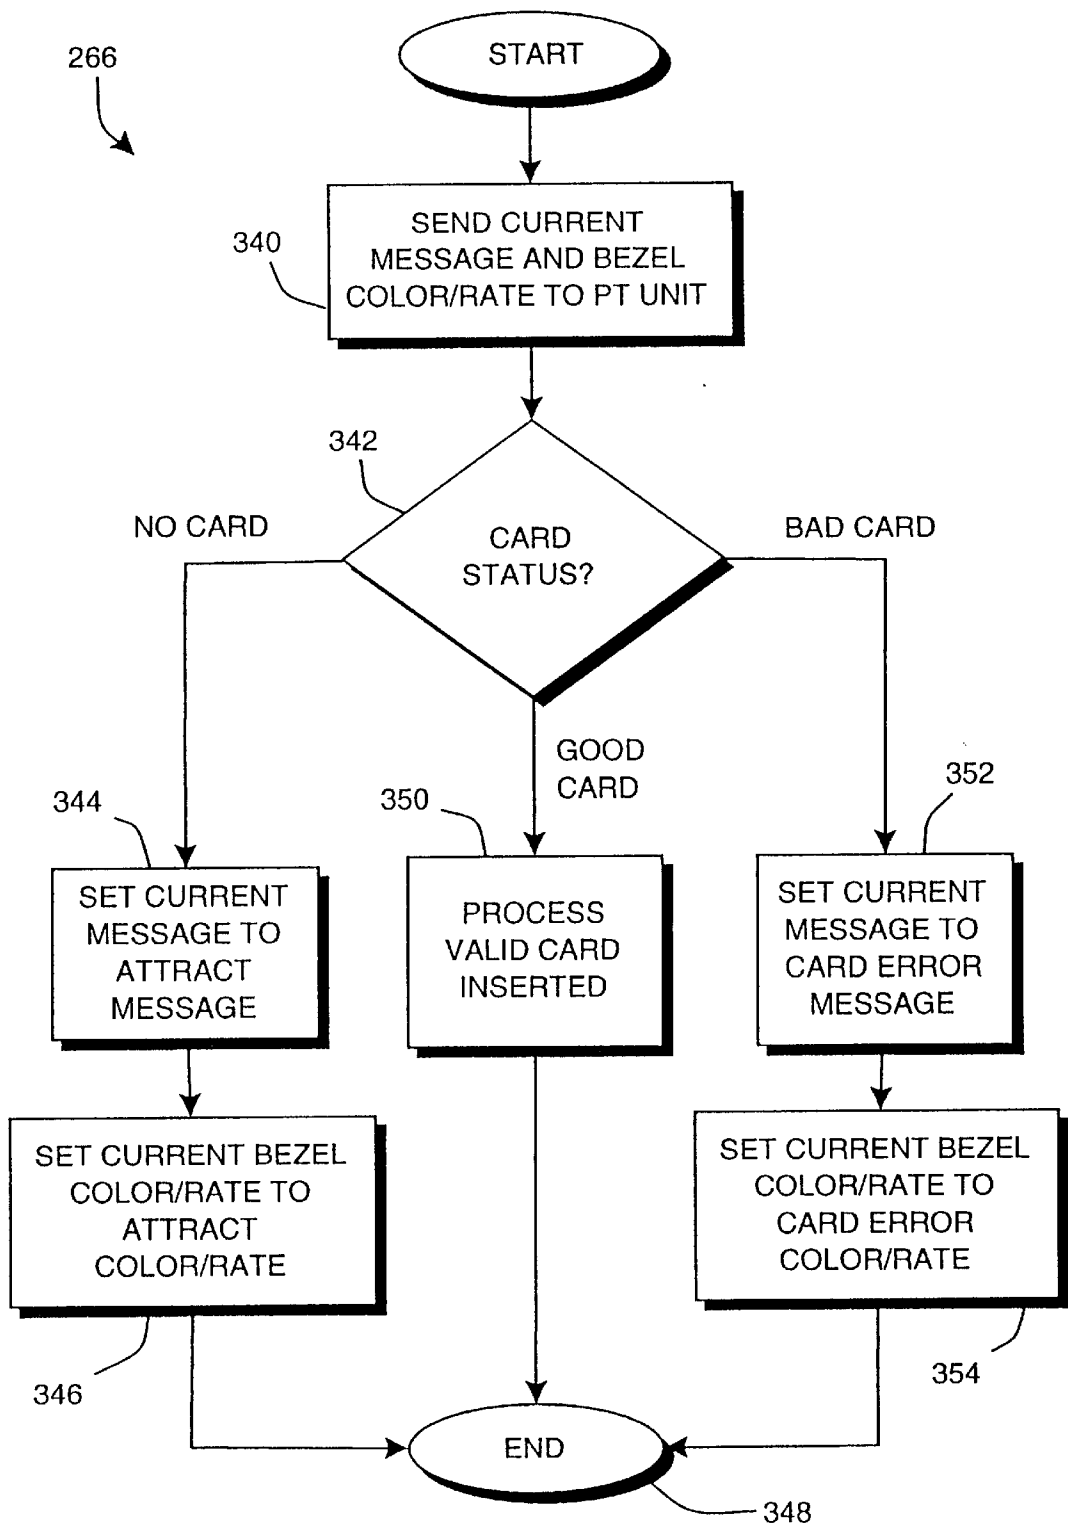 266
START
340
SEND CURRENT
MESSAGE AND BEZEL
COLOR/RATE TO PT UNIT
342
NO CARD
CARD
STATUS?
BAD CARD
GOOD
CARD
344
SET CURRENT
MESSAGE TO
ATTRACT
MESSAGE
350
PROCESS
VALID CARD
INSERTED
352
SET CURRENT
MESSAGE TO
CARD ERROR
MESSAGE
SET CURRENT BEZEL
COLOR/RATE TO
ATTRACT
COLOR/RATE
346
SET CURRENT BEZEL
COLOR/RATE TO
CARD ERROR
COLOR/RATE
354
END
348